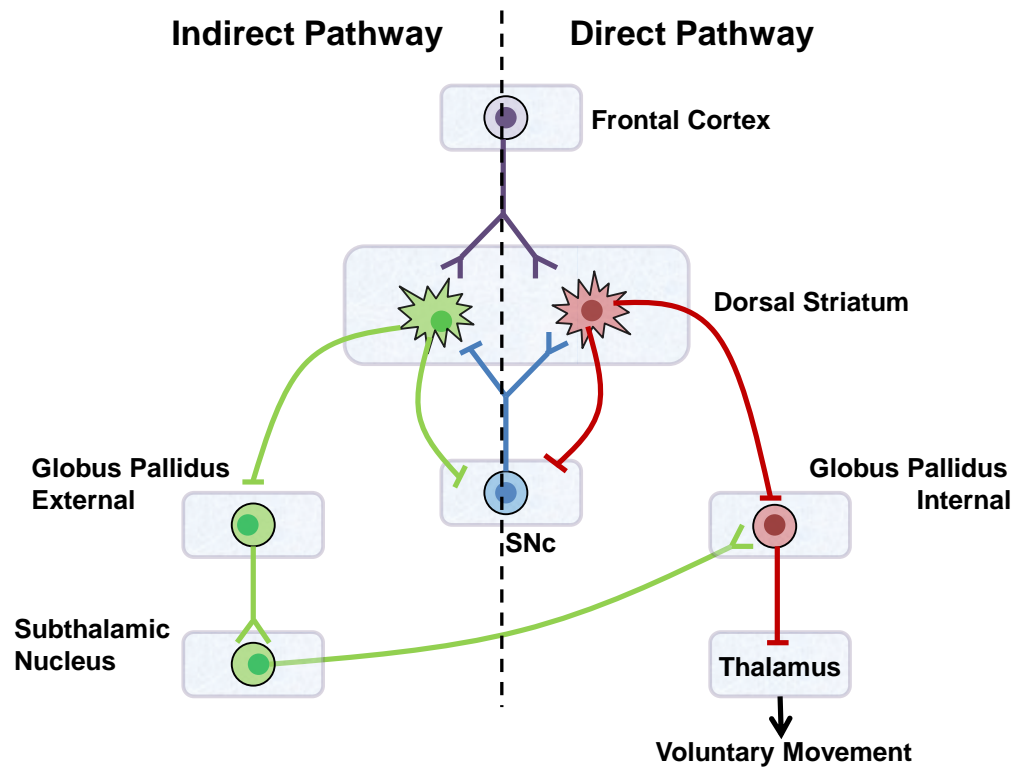 Indirect Pathway
Direct Pathway
Frontal Cortex
Dorsal Striatum
Globus Pallidus
External
Globus Pallidus
Internal
SNc
Subthalamic
Nucleus
Thalamus
Voluntary Movement